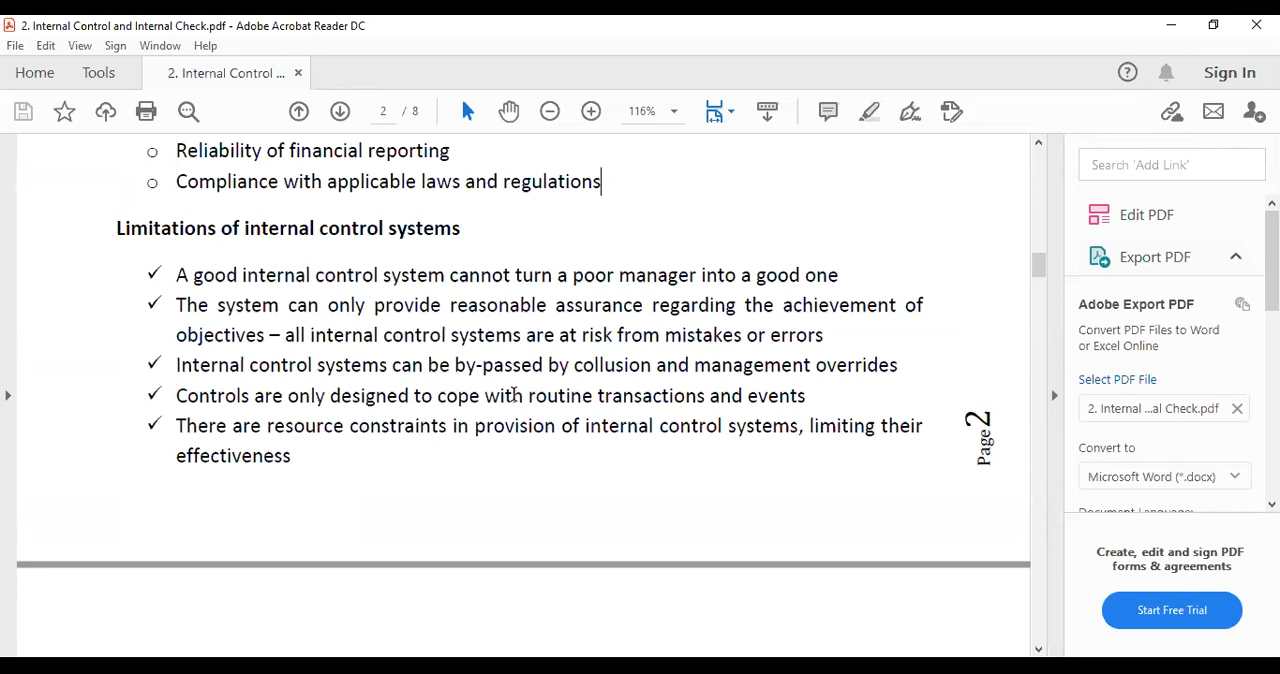 2. Internal Control and Internal Check.pdf - Adobe Acrobat Reader DC
File Edit View Sign Window Help
Home Tools 2. Internal Control ... × Sign In
2 / 8 116%
Search 'Add Link'
o Reliability of financial reporting
o Compliance with applicable laws and regulations
Limitations of internal control systems
✓ A good internal control system cannot turn a poor manager into a good one
✓ The system can only provide reasonable assurance regarding the achievement of
objectives – all internal control systems are at risk from mistakes or errors
✓ Internal control systems can be by-passed by collusion and management overrides
✓ Controls are only designed to cope with routine transactions and events
✓ There are resource constraints in provision of internal control systems, limiting their
effectiveness
Page 2
Edit PDF
Export PDF
Adobe Export PDF
Convert PDF Files to Word
or Excel Online
Select PDF File
2. Internal ...al Check.pdf ×
Convert to
Microsoft Word (*.docx)
Document Language:
Create, edit and sign PDF
forms & agreements
Start Free Trial